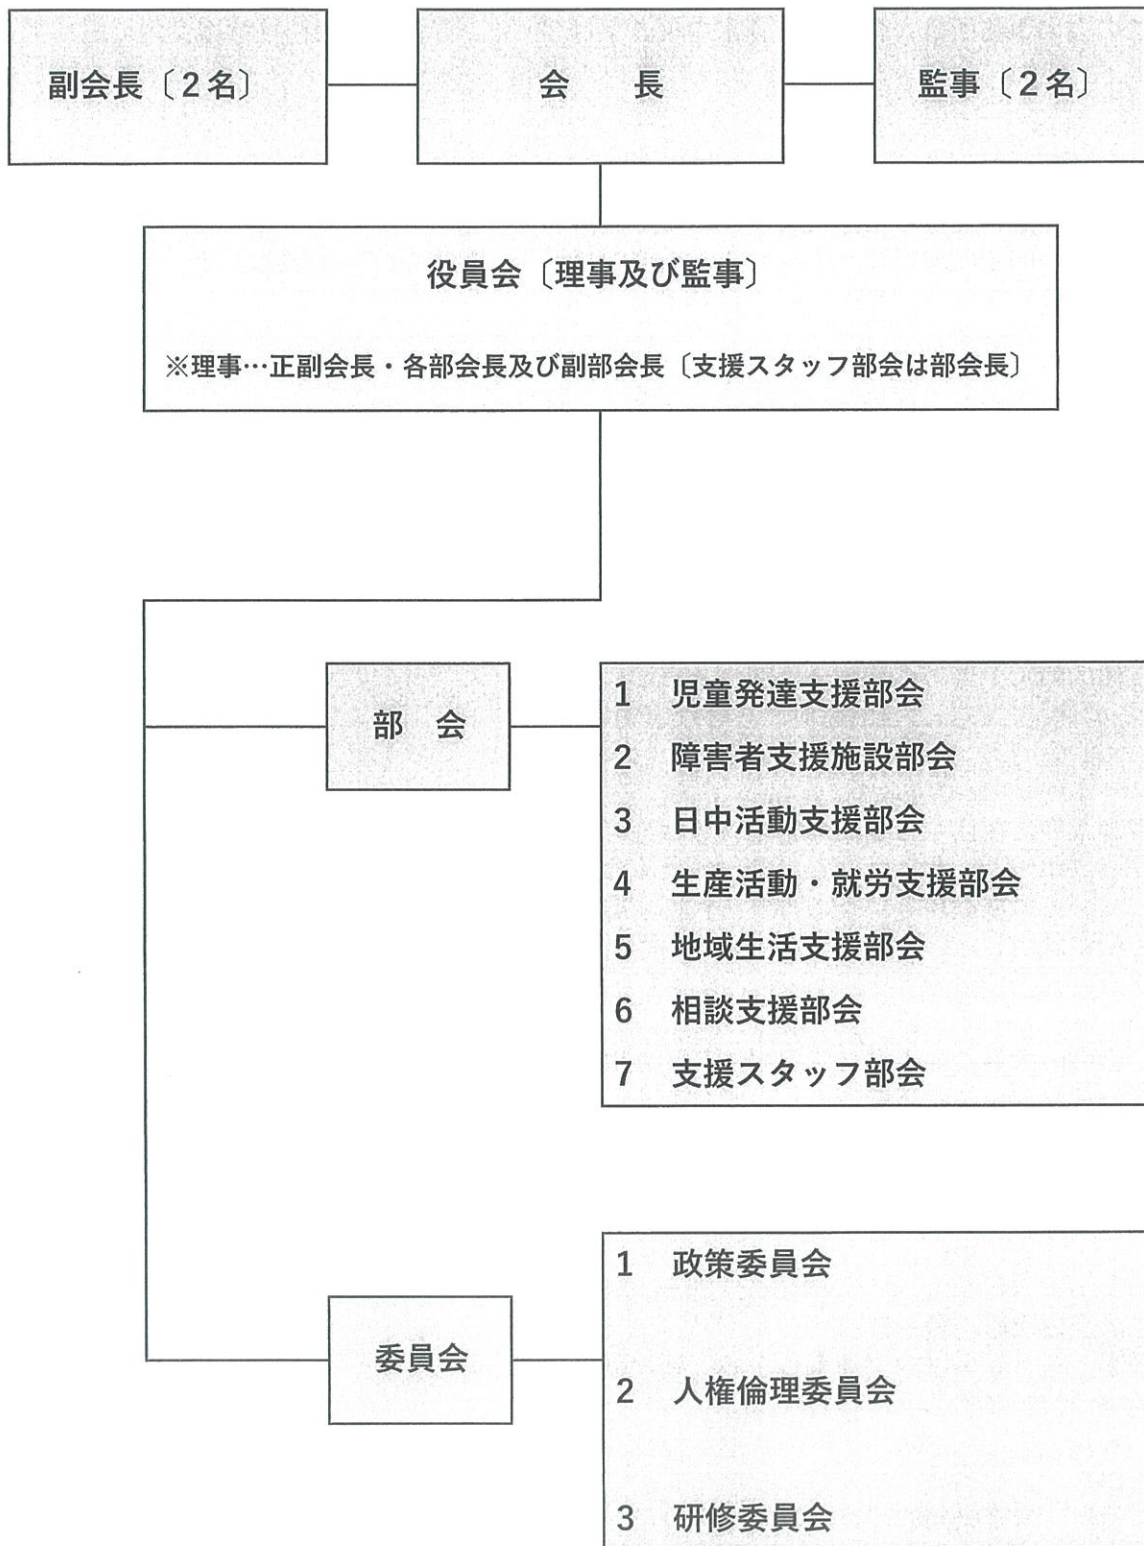 副会長〔２名〕
会　　長
監事〔２名〕
役員会〔理事及び監事〕
※理事…正副会長・各部会長及び副部会長〔支援スタッフ部会は部会長〕
部　会
1　児童発達支援部会
2　障害者支援施設部会
3　日中活動支援部会
4　生産活動・就労支援部会
5　地域生活支援部会
6　相談支援部会
7　支援スタッフ部会
委員会
1　政策委員会
2　人権倫理委員会
3　研修委員会